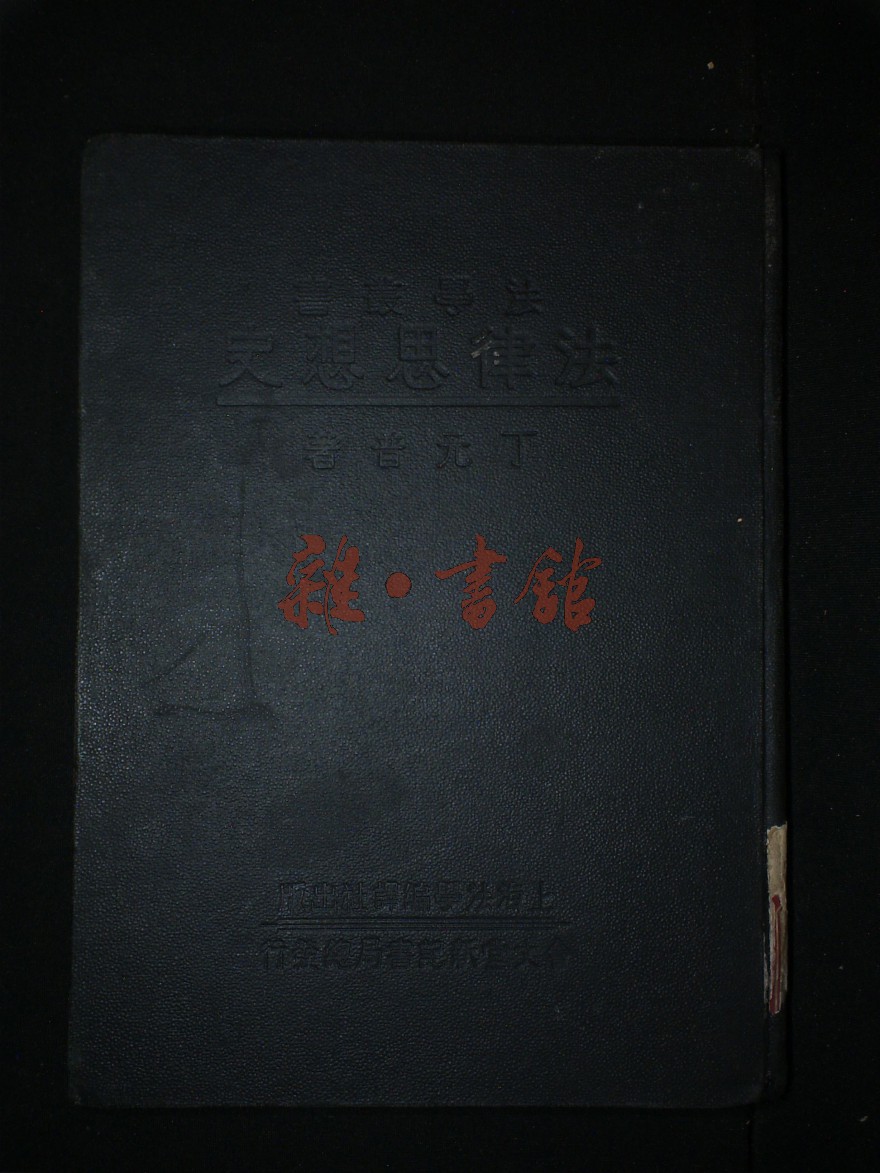 法學叢書
法律思想史
丁元普著
雜·書館
上海法學編譯社出版
會文堂新記書局總發行